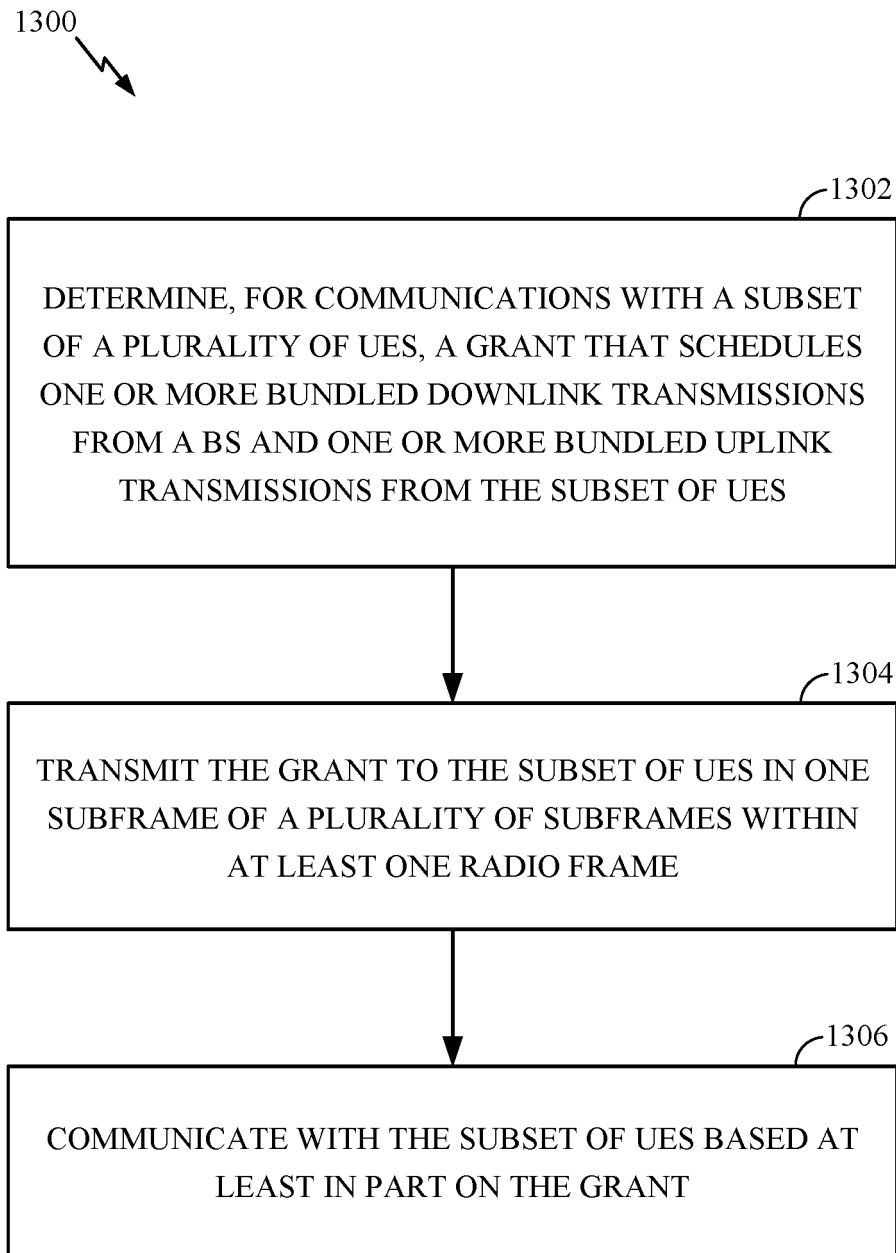 1300
1302
DETERMINE, FOR COMMUNICATIONS WITH A SUBSET
OF A PLURALITY OF UES, A GRANT THAT SCHEDULES
ONE OR MORE BUNDLED DOWNLINK TRANSMISSIONS
FROM A BS AND ONE OR MORE BUNDLED UPLINK
TRANSMISSIONS FROM THE SUBSET OF UES
1304
TRANSMIT THE GRANT TO THE SUBSET OF UES IN ONE
SUBFRAME OF A PLURALITY OF SUBFRAMES WITHIN
AT LEAST ONE RADIO FRAME
1306
COMMUNICATE WITH THE SUBSET OF UES BASED AT
LEAST IN PART ON THE GRANT